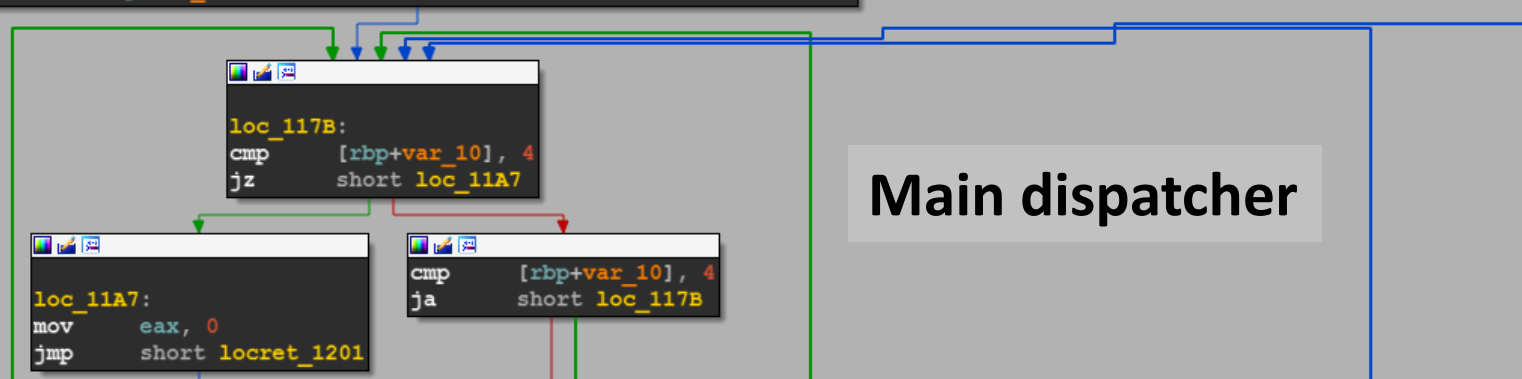 loc_117B:
cmp [rbp+var_10], 4
jz short loc_11A7
Main dispatcher
loc_11A7:
mov eax, 0
jmp short locret_1201
cmp [rbp+var_10], 4
ja short loc_117B